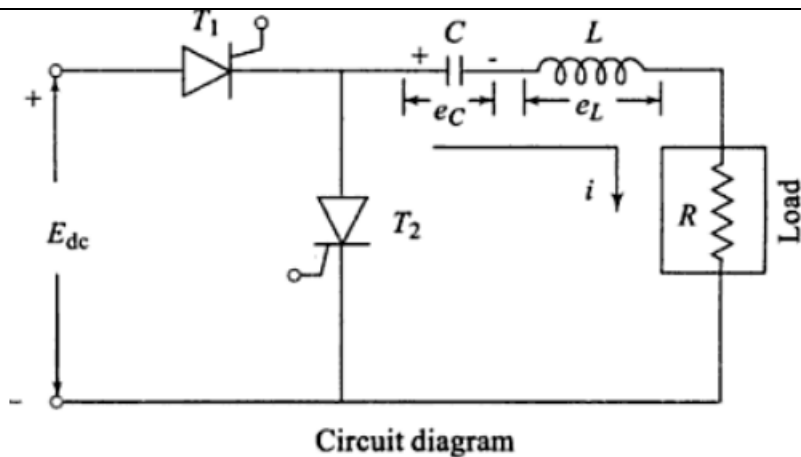 T1
C
L
+ -
+
eC
eL
i
R
Load
Edc
T2
-
Circuit diagram